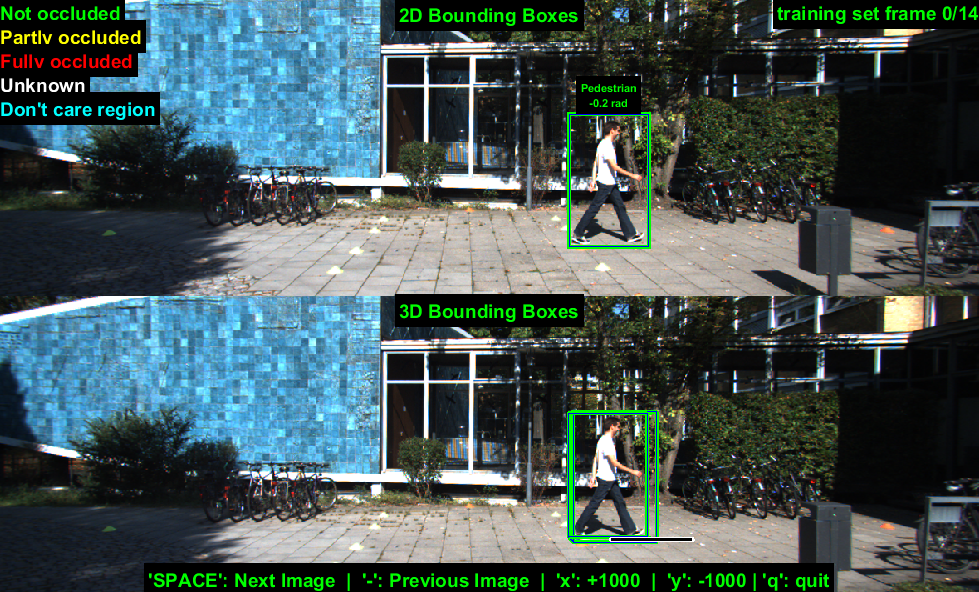 Not occluded
2D Bounding Boxes
training set frame 0/14
Partly occluded
Fully occluded
Unknown
Don't care region
Pedestrian
-0.2 rad
3D Bounding Boxes
'SPACE': Next Image | '-': Previous Image | 'x': +1000 | 'y': -1000 | 'q': quit